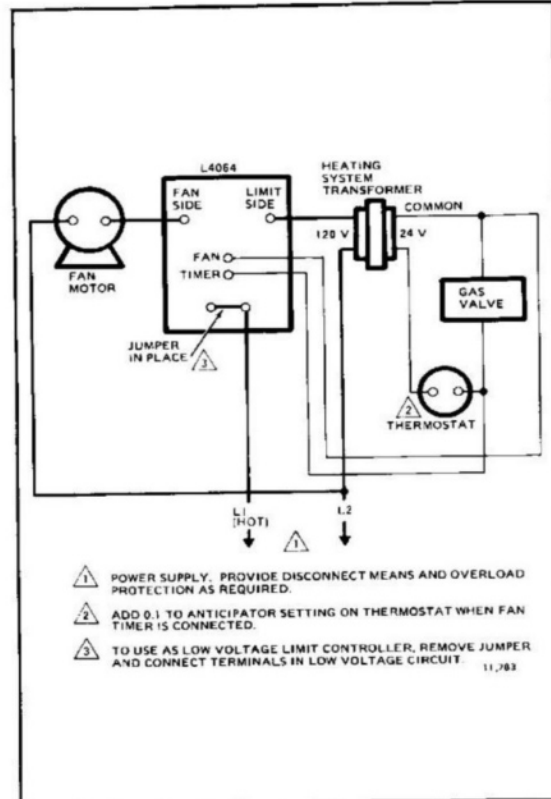 L4064
HEATING
SYSTEM
TRANSFORMER
FAN
SIDE
LIMIT
SIDE
COMMON
120 V
24 V
FAN
TIMER
FAN
MOTOR
GAS
VALVE
JUMPER
IN PLACE
3
2
THERMOSTAT
L1
(HOT)
L2
1
1 POWER SUPPLY. PROVIDE DISCONNECT MEANS AND OVERLOAD
PROTECTION AS REQUIRED.
2 ADD 0.1 TO ANTICIPATOR SETTING ON THERMOSTAT WHEN FAN
TIMER IS CONNECTED.
3 TO USE AS LOW VOLTAGE LIMIT CONTROLLER, REMOVE JUMPER
AND CONNECT TERMINALS IN LOW VOLTAGE CIRCUIT.
11,703